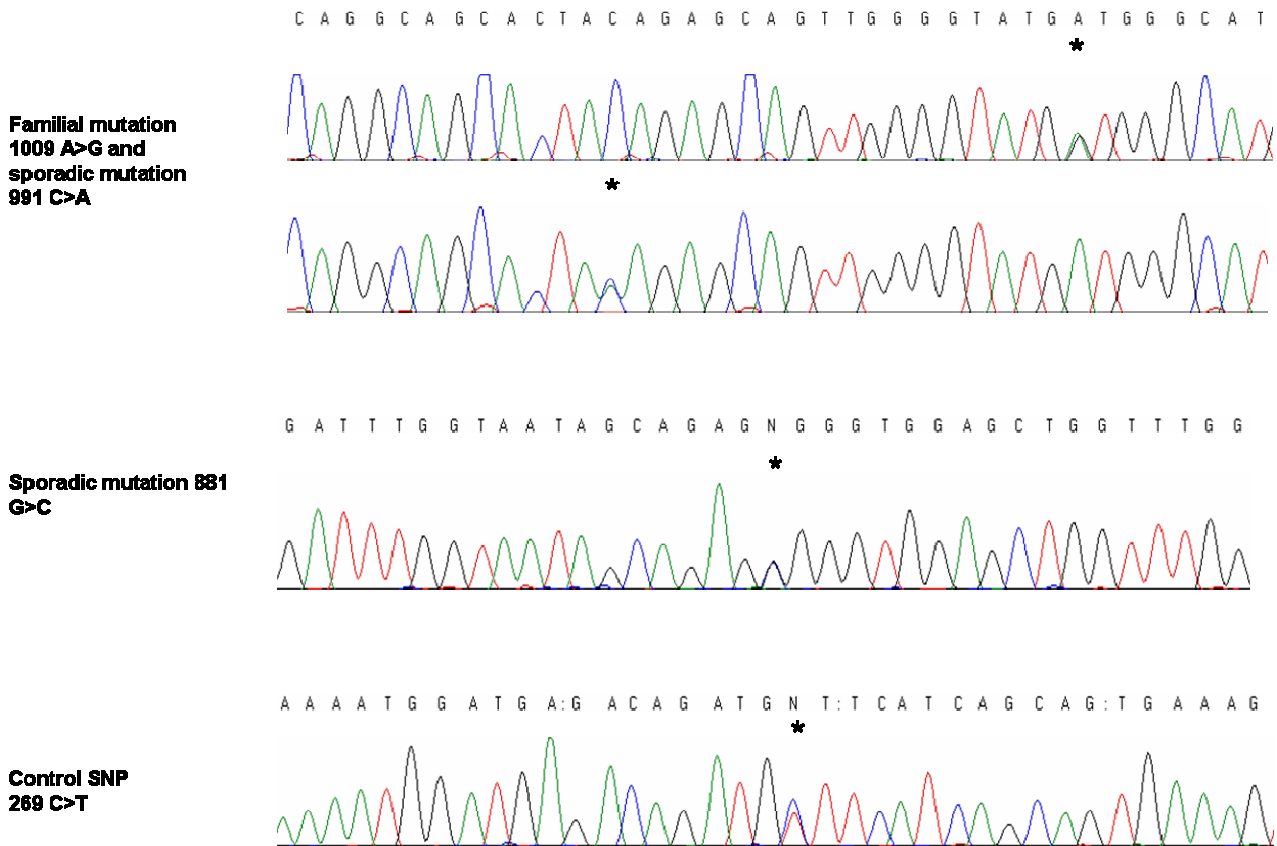 C A G G C A G C A C T A C A G A G C A G T T G G G G T A T G A T G G G C A T
*
Familial mutation
1009 A>G and
sporadic mutation
991 C>A
*
G A T T T G G T A A T A G C A G A G N G G G T G G A G C T G G T T T G G
*
Sporadic mutation 881
G>C
A A A A T G G A T G A : G A C A G A T G N T : T C A T C A G C A G : T G A A A G
*
Control SNP
269 C>T